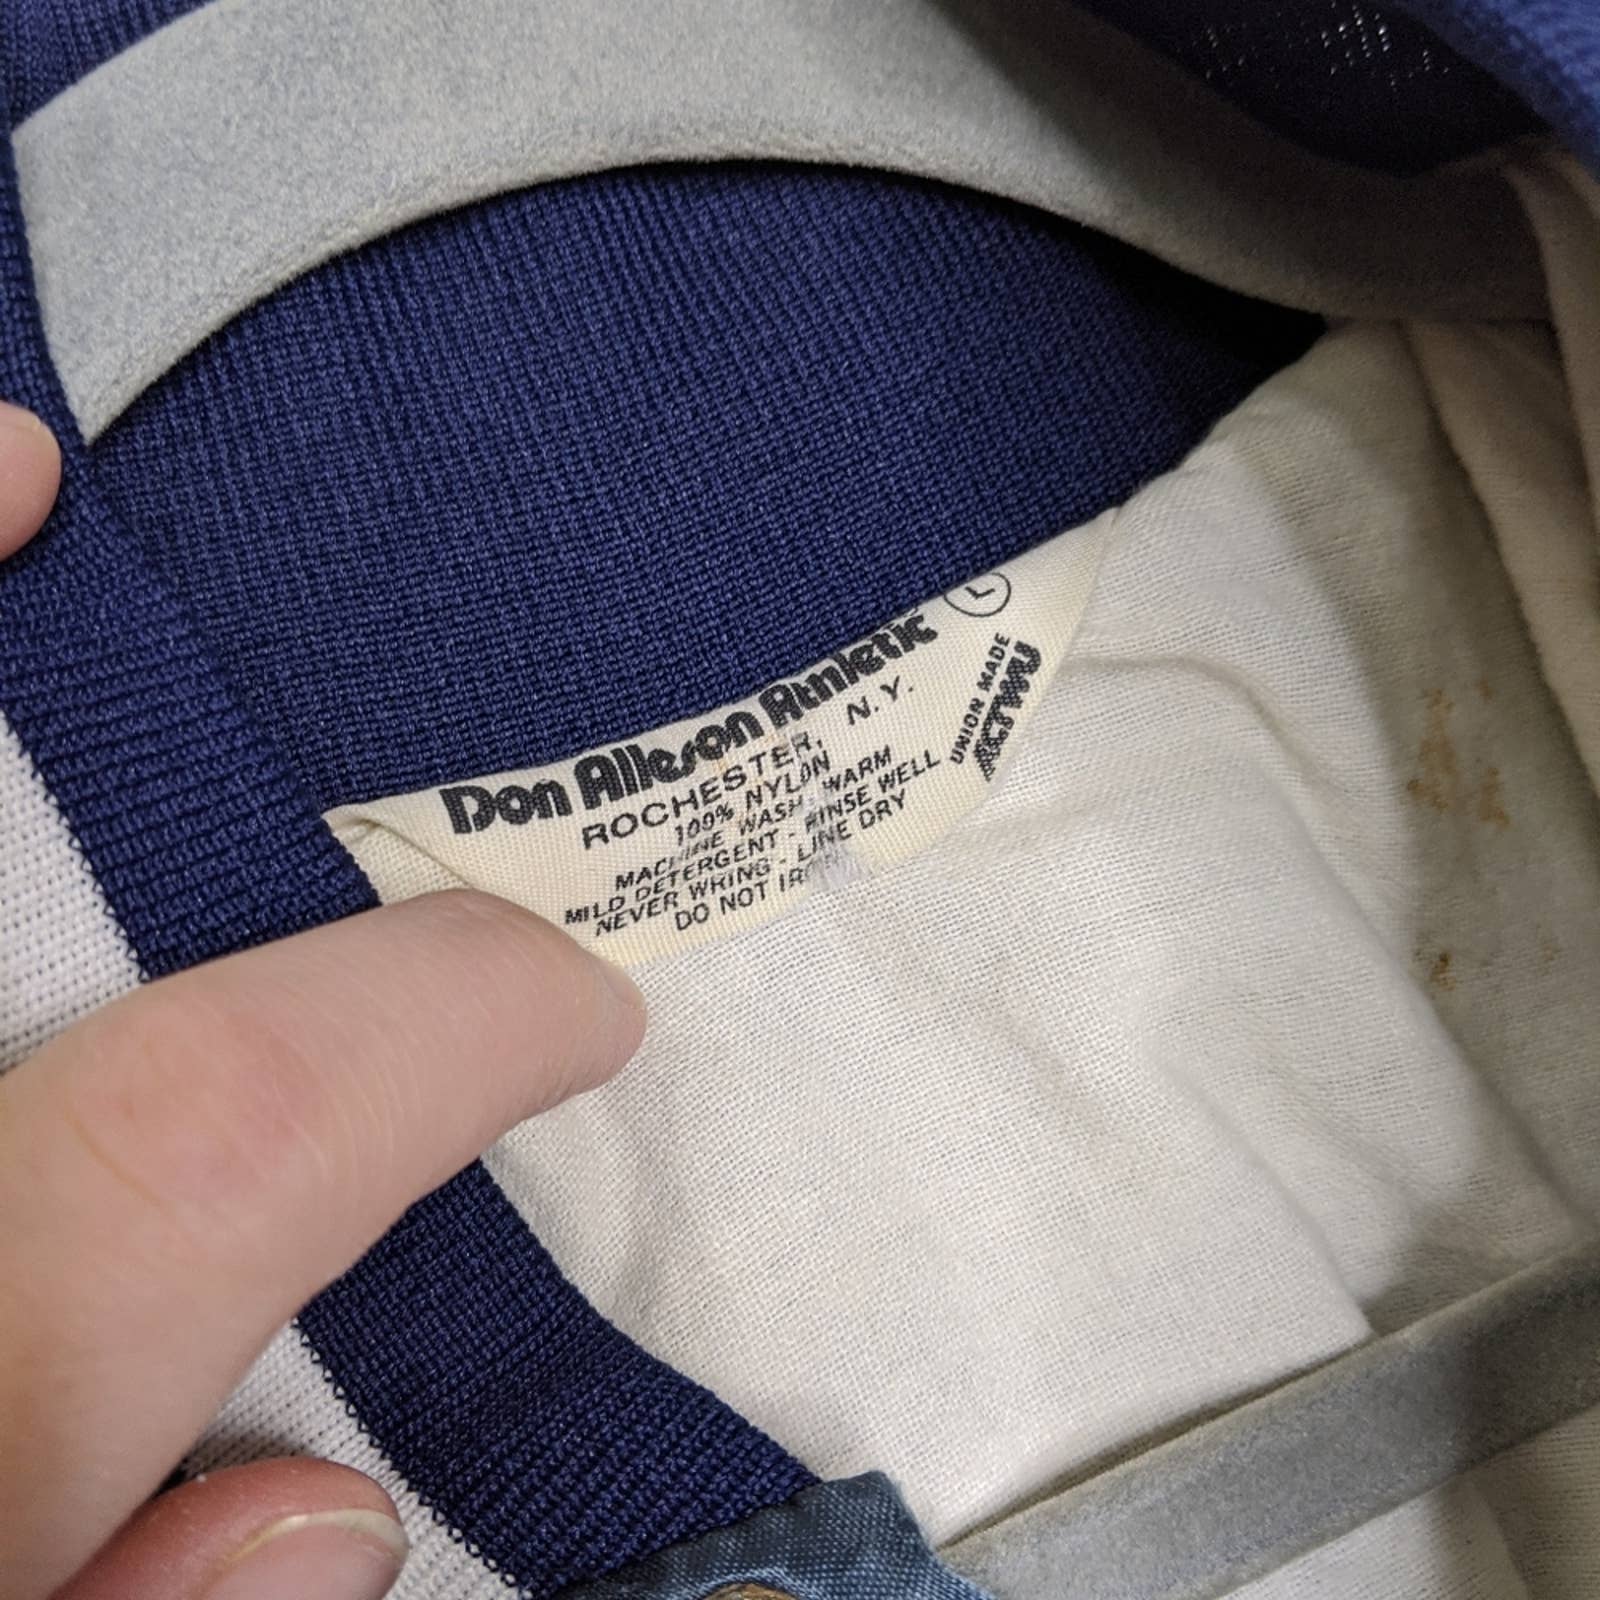 L
Don Alleson Athletic
ROCHESTER, N.Y.
100% NYLON
MACHINE WASH WARM
MILD DETERGENT - RINSE WELL
NEVER WRING - LINE DRY
DO NOT IRO
UNION MADE
ACTWU